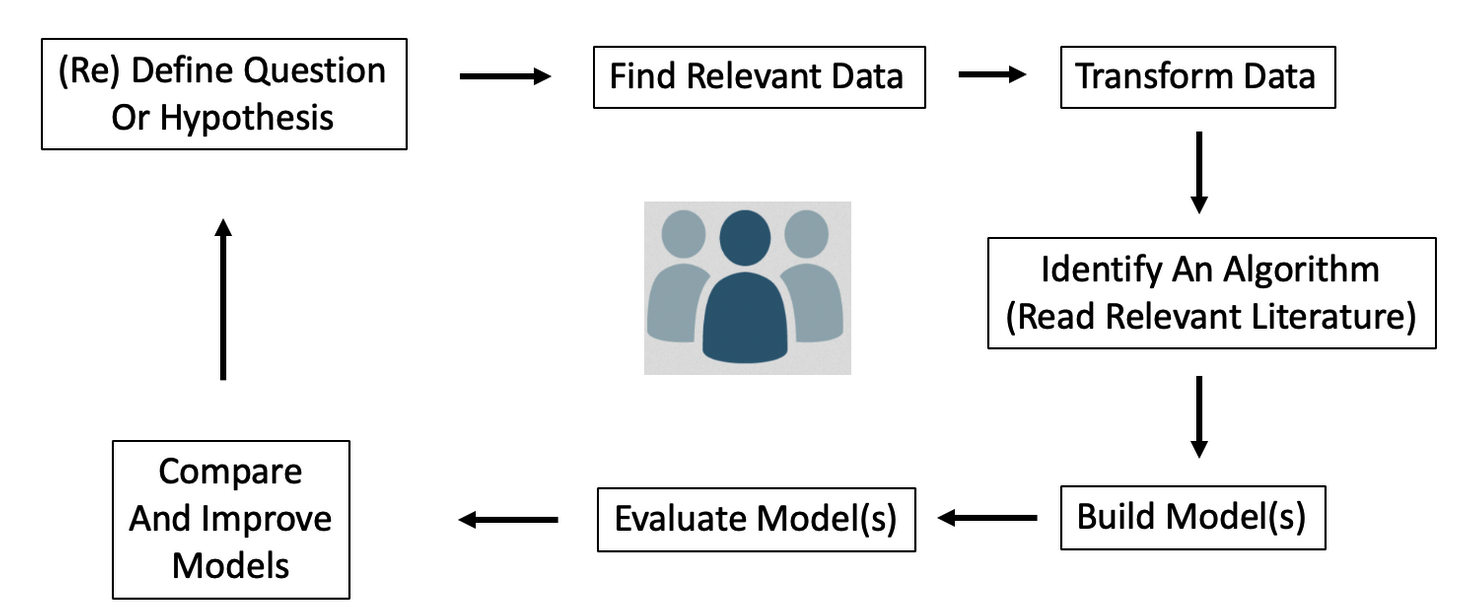 (Re) Define Question
Or Hypothesis
Find Relevant Data
Transform Data
Identify An Algorithm
(Read Relevant Literature)
Build Model(s)
Evaluate Model(s)
Compare
And Improve
Models